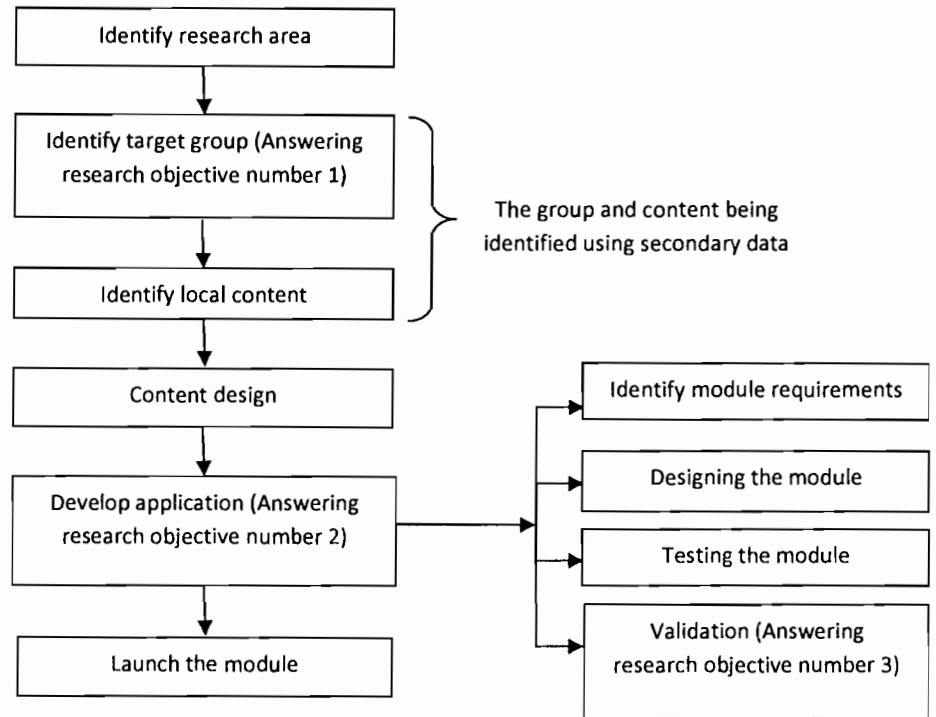 Identify research area
Identify target group (Answering
research objective number 1)
The group and content being
identified using secondary data
Identify local content
Content design
Develop application (Answering
research objective number 2)
Launch the module
Identify module requirements
Designing the module
Testing the module
Validation (Answering
research objective number 3)